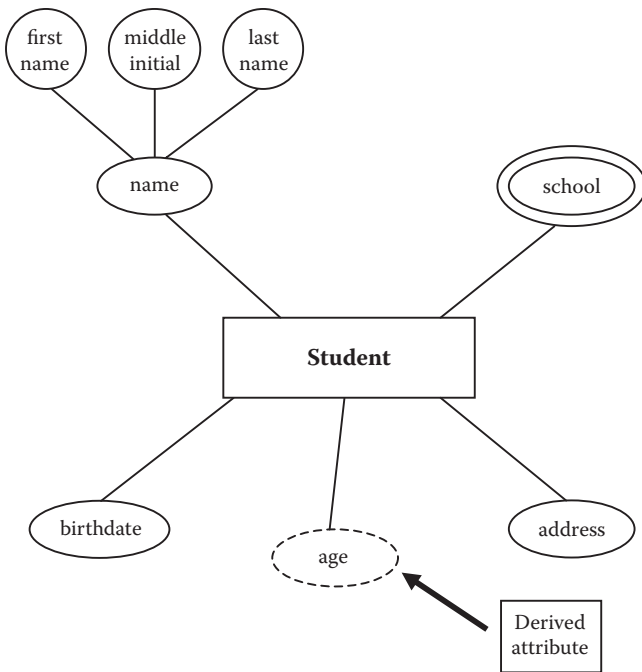 first
name
middle
initial
last
name
name
school
Student
birthdate
age
address
Derived
attribute